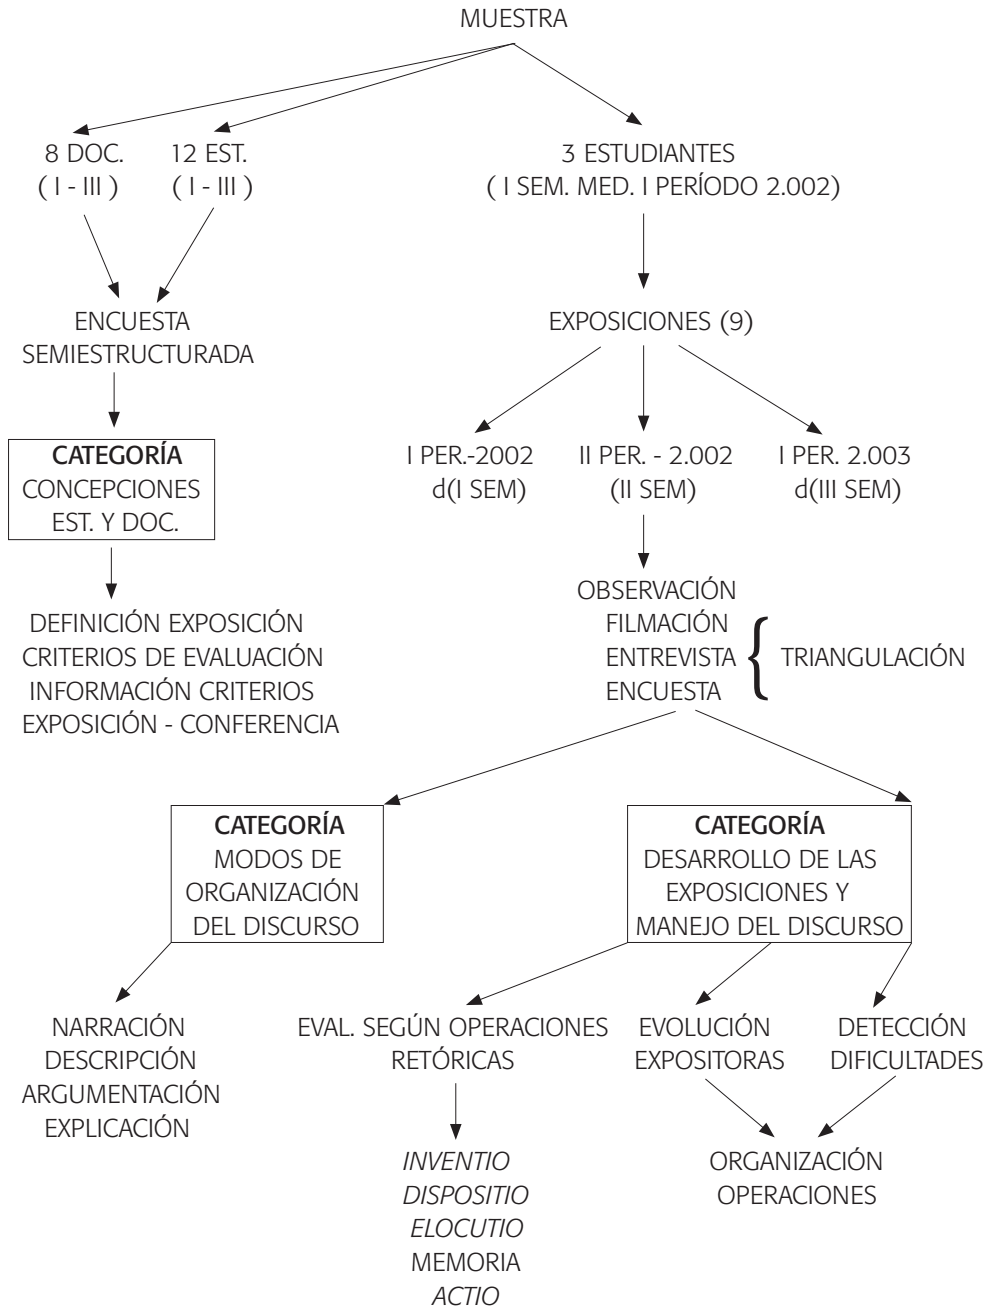 MUESTRA
8 DOC.
( I - III )
12 EST.
( I - III )
3 ESTUDIANTES
( I SEM. MED. I PERÍODO 2.002)
ENCUESTA
SEMIESTRUCTURADA
EXPOSICIONES (9)
CATEGORÍA
CONCEPCIONES
EST. Y DOC.
I PER.-2002
d(I SEM)
II PER. - 2.002
(II SEM)
I PER. 2.003
d(III SEM)
DEFINICIÓN EXPOSICIÓN
CRITERIOS DE EVALUACIÓN
INFORMACIÓN CRITERIOS
EXPOSICIÓN - CONFERENCIA
OBSERVACIÓN
FILMACIÓN
ENTREVISTA { TRIANGULACIÓN
ENCUESTA
CATEGORÍA
MODOS DE
ORGANIZACIÓN
DEL DISCURSO
CATEGORÍA
DESARROLLO DE LAS
EXPOSICIONES Y
MANEJO DEL DISCURSO
NARRACIÓN
DESCRIPCIÓN
ARGUMENTACIÓN
EXPLICACIÓN
EVAL. SEGÚN OPERACIONES
RETÓRICAS
EVOLUCIÓN
EXPOSITORAS
DETECCIÓN
DIFICULTADES
INVENTIO
DISPOSITIO
ELOCUTIO
MEMORIA
ACTIO
ORGANIZACIÓN
OPERACIONES